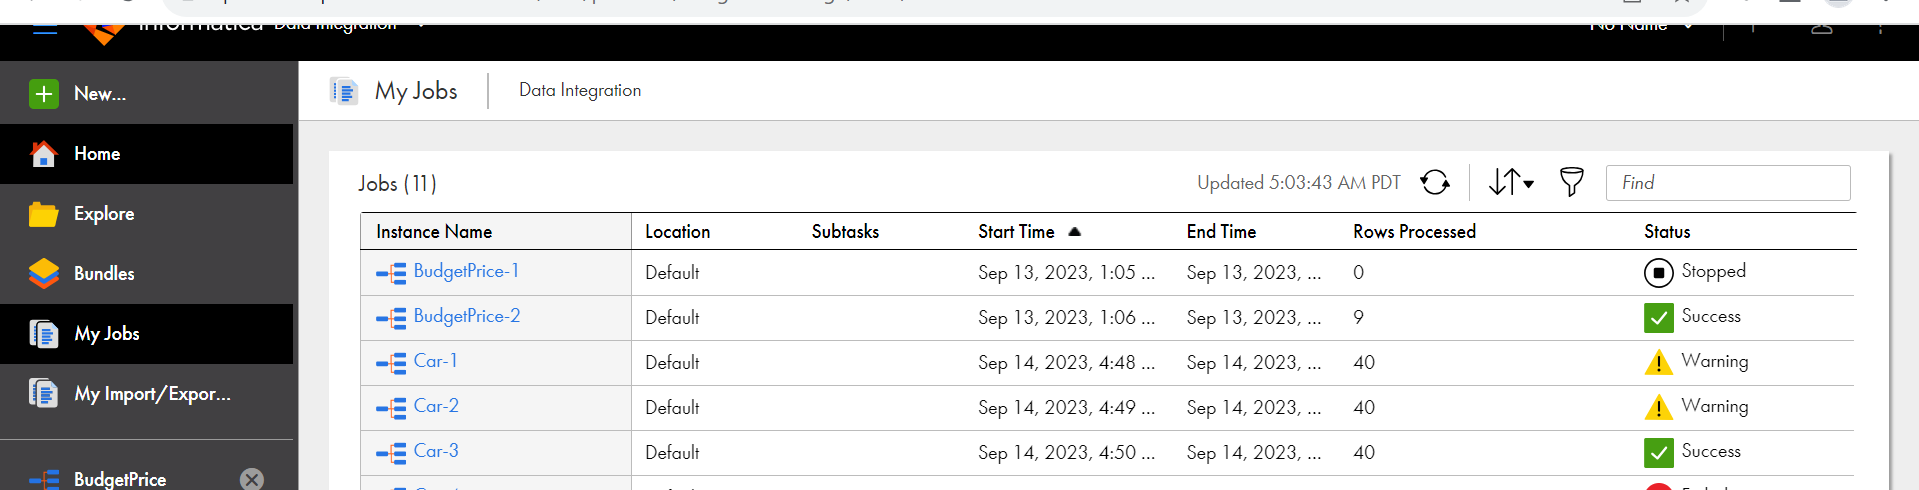 Informatica Data Integration
No Name
New...
Home
Explore
Bundles
My Jobs
My Import/Expor...
BudgetPrice
My Jobs Data Integration
Jobs (11) Updated 5:03:43 AM PDT Find
Instance Name Location Subtasks Start Time End Time Rows Processed Status
BudgetPrice-1 Default Sep 13, 2023, 1:05 ... Sep 13, 2023, ... 0 Stopped
BudgetPrice-2 Default Sep 13, 2023, 1:06 ... Sep 13, 2023, ... 9 Success
Car-1 Default Sep 14, 2023, 4:48 ... Sep 14, 2023, ... 40 Warning
Car-2 Default Sep 14, 2023, 4:49 ... Sep 14, 2023, ... 40 Warning
Car-3 Default Sep 14, 2023, 4:50 ... Sep 14, 2023, ... 40 Success